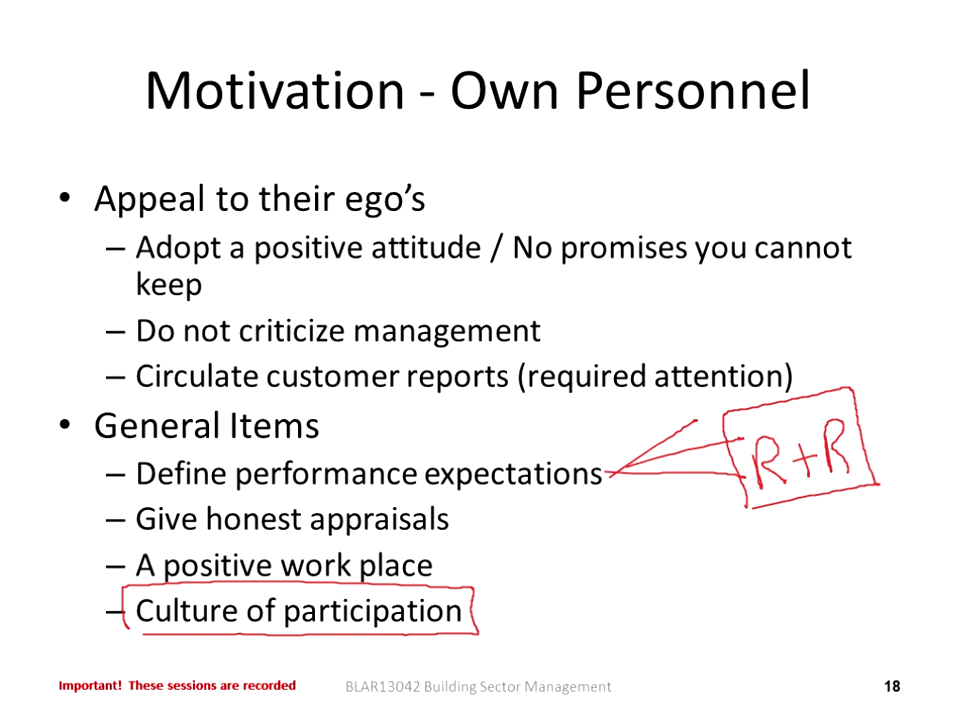 Motivation - Own Personnel
• Appeal to their ego’s
– Adopt a positive attitude / No promises you cannot
keep
– Do not criticize management
– Circulate customer reports (required attention)
• General Items
– Define performance expectations
R+R
– Give honest appraisals
– A positive work place
– Culture of participation
Important! These sessions are recorded
BLAR13042 Building Sector Management
18